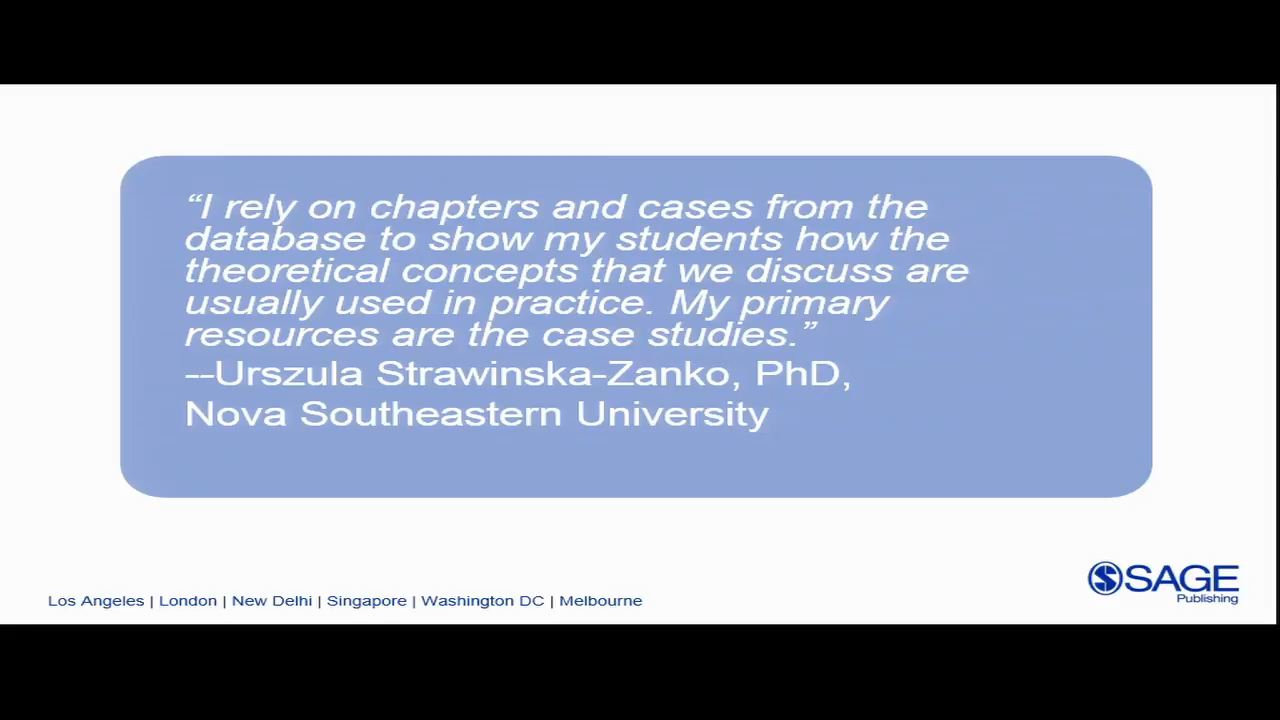 “I rely on chapters and cases from the
database to show my students how the
theoretical concepts that we discuss are
usually used in practice. My primary
resources are the case studies.”
--Urszula Strawinska-Zanko, PhD,
Nova Southeastern University
SAGE
Publishing
Los Angeles | London | New Delhi | Singapore | Washington DC | Melbourne